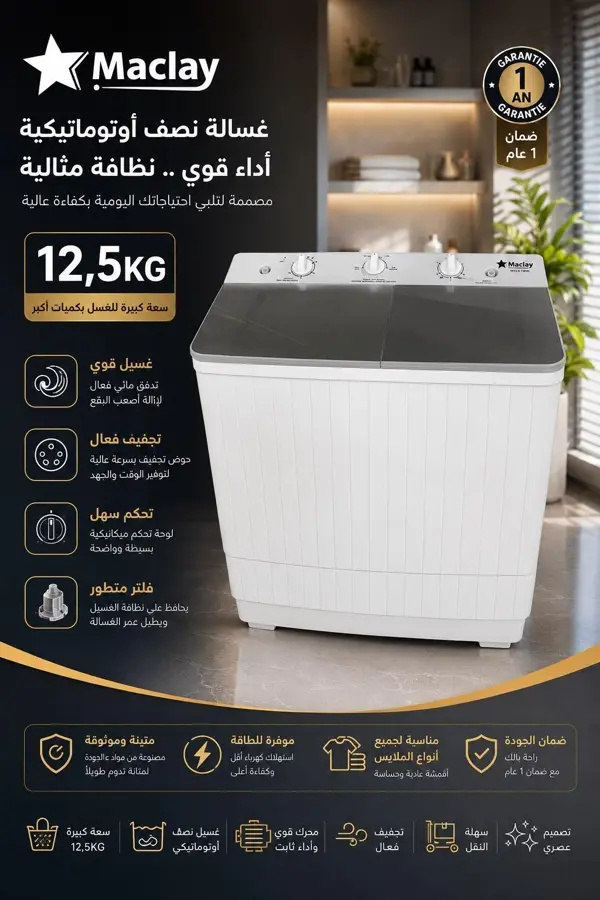 Maclay
GARANTIE
1
AN
GARANTIE
ضمان
1 عام
غسالة نصف أوتوماتيكية
أداء قوي .. نظافة مثالية
مصممة لتلبي احتياجاتك اليومية بكفاءة عالية
12,5KG
سعة كبيرة للغسل بكميات أكبر
Maclay
غسيل قوي
تدفق مائي فعال
لإزالة أصعب البقع
تجفيف فعال
حوض تجفيف بسرعة عالية
لتوفير الوقت والجهد
تحكم سهل
لوحة تحكم ميكانيكية
بسيطة وواضحة
فلتر متطور
يحافظ على نظافة الغسيل
ويطيل عمر الغسالة
ضمان الجودة
راحة بالك
مع ضمان 1 عام
مناسبة لجميع
أنواع الملابس
أقمشة عادية وحساسة
موفرة للطاقة
استهلاك كهرباء أقل
وكفاءة أعلى
متينة وموثوقة
مصنوعة من مواد عالجودة
لمتانة تدوم طويلاً
تصميم
عصري
سهلة
النقل
تجفيف
فعال
محرك قوي
وأداء ثابت
غسيل نصف
أوتوماتيكي
سعة كبيرة
12,5KG